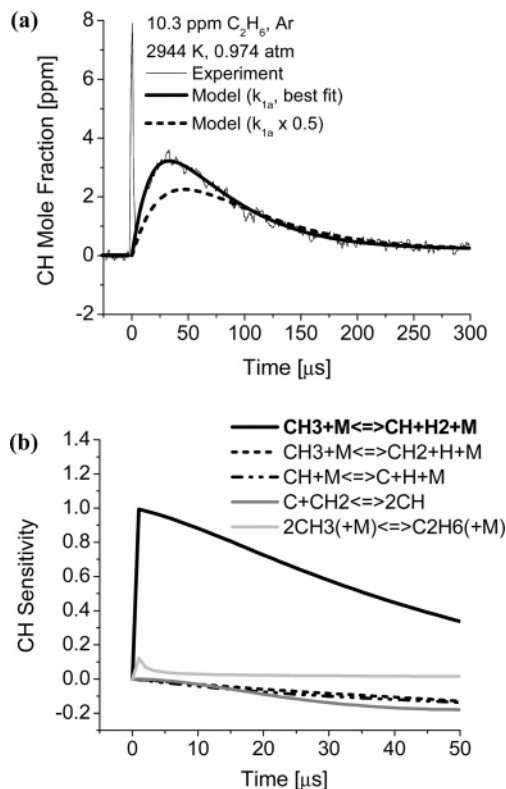 (a)
10.3 ppm C₂H₆, Ar
2944 K, 0.974 atm
Experiment
Model (k₁ₐ, best fit)
Model (k₁ₐ x 0.5)
CH Mole Fraction [ppm]
8
6
4
2
0
-2
0 50 100 150 200 250 300
Time [μs]
(b)
CH3+M<=>CH+H2+M
CH3+M<=>CH2+H+M
CH+M<=>C+H+M
C+CH2<=>2CH
2CH3(+M)<=>C2H6(+M)
CH Sensitivity
1.4
1.2
1.0
0.8
0.6
0.4
0.2
0.0
-0.2
0 10 20 30 40 50
Time [μs]